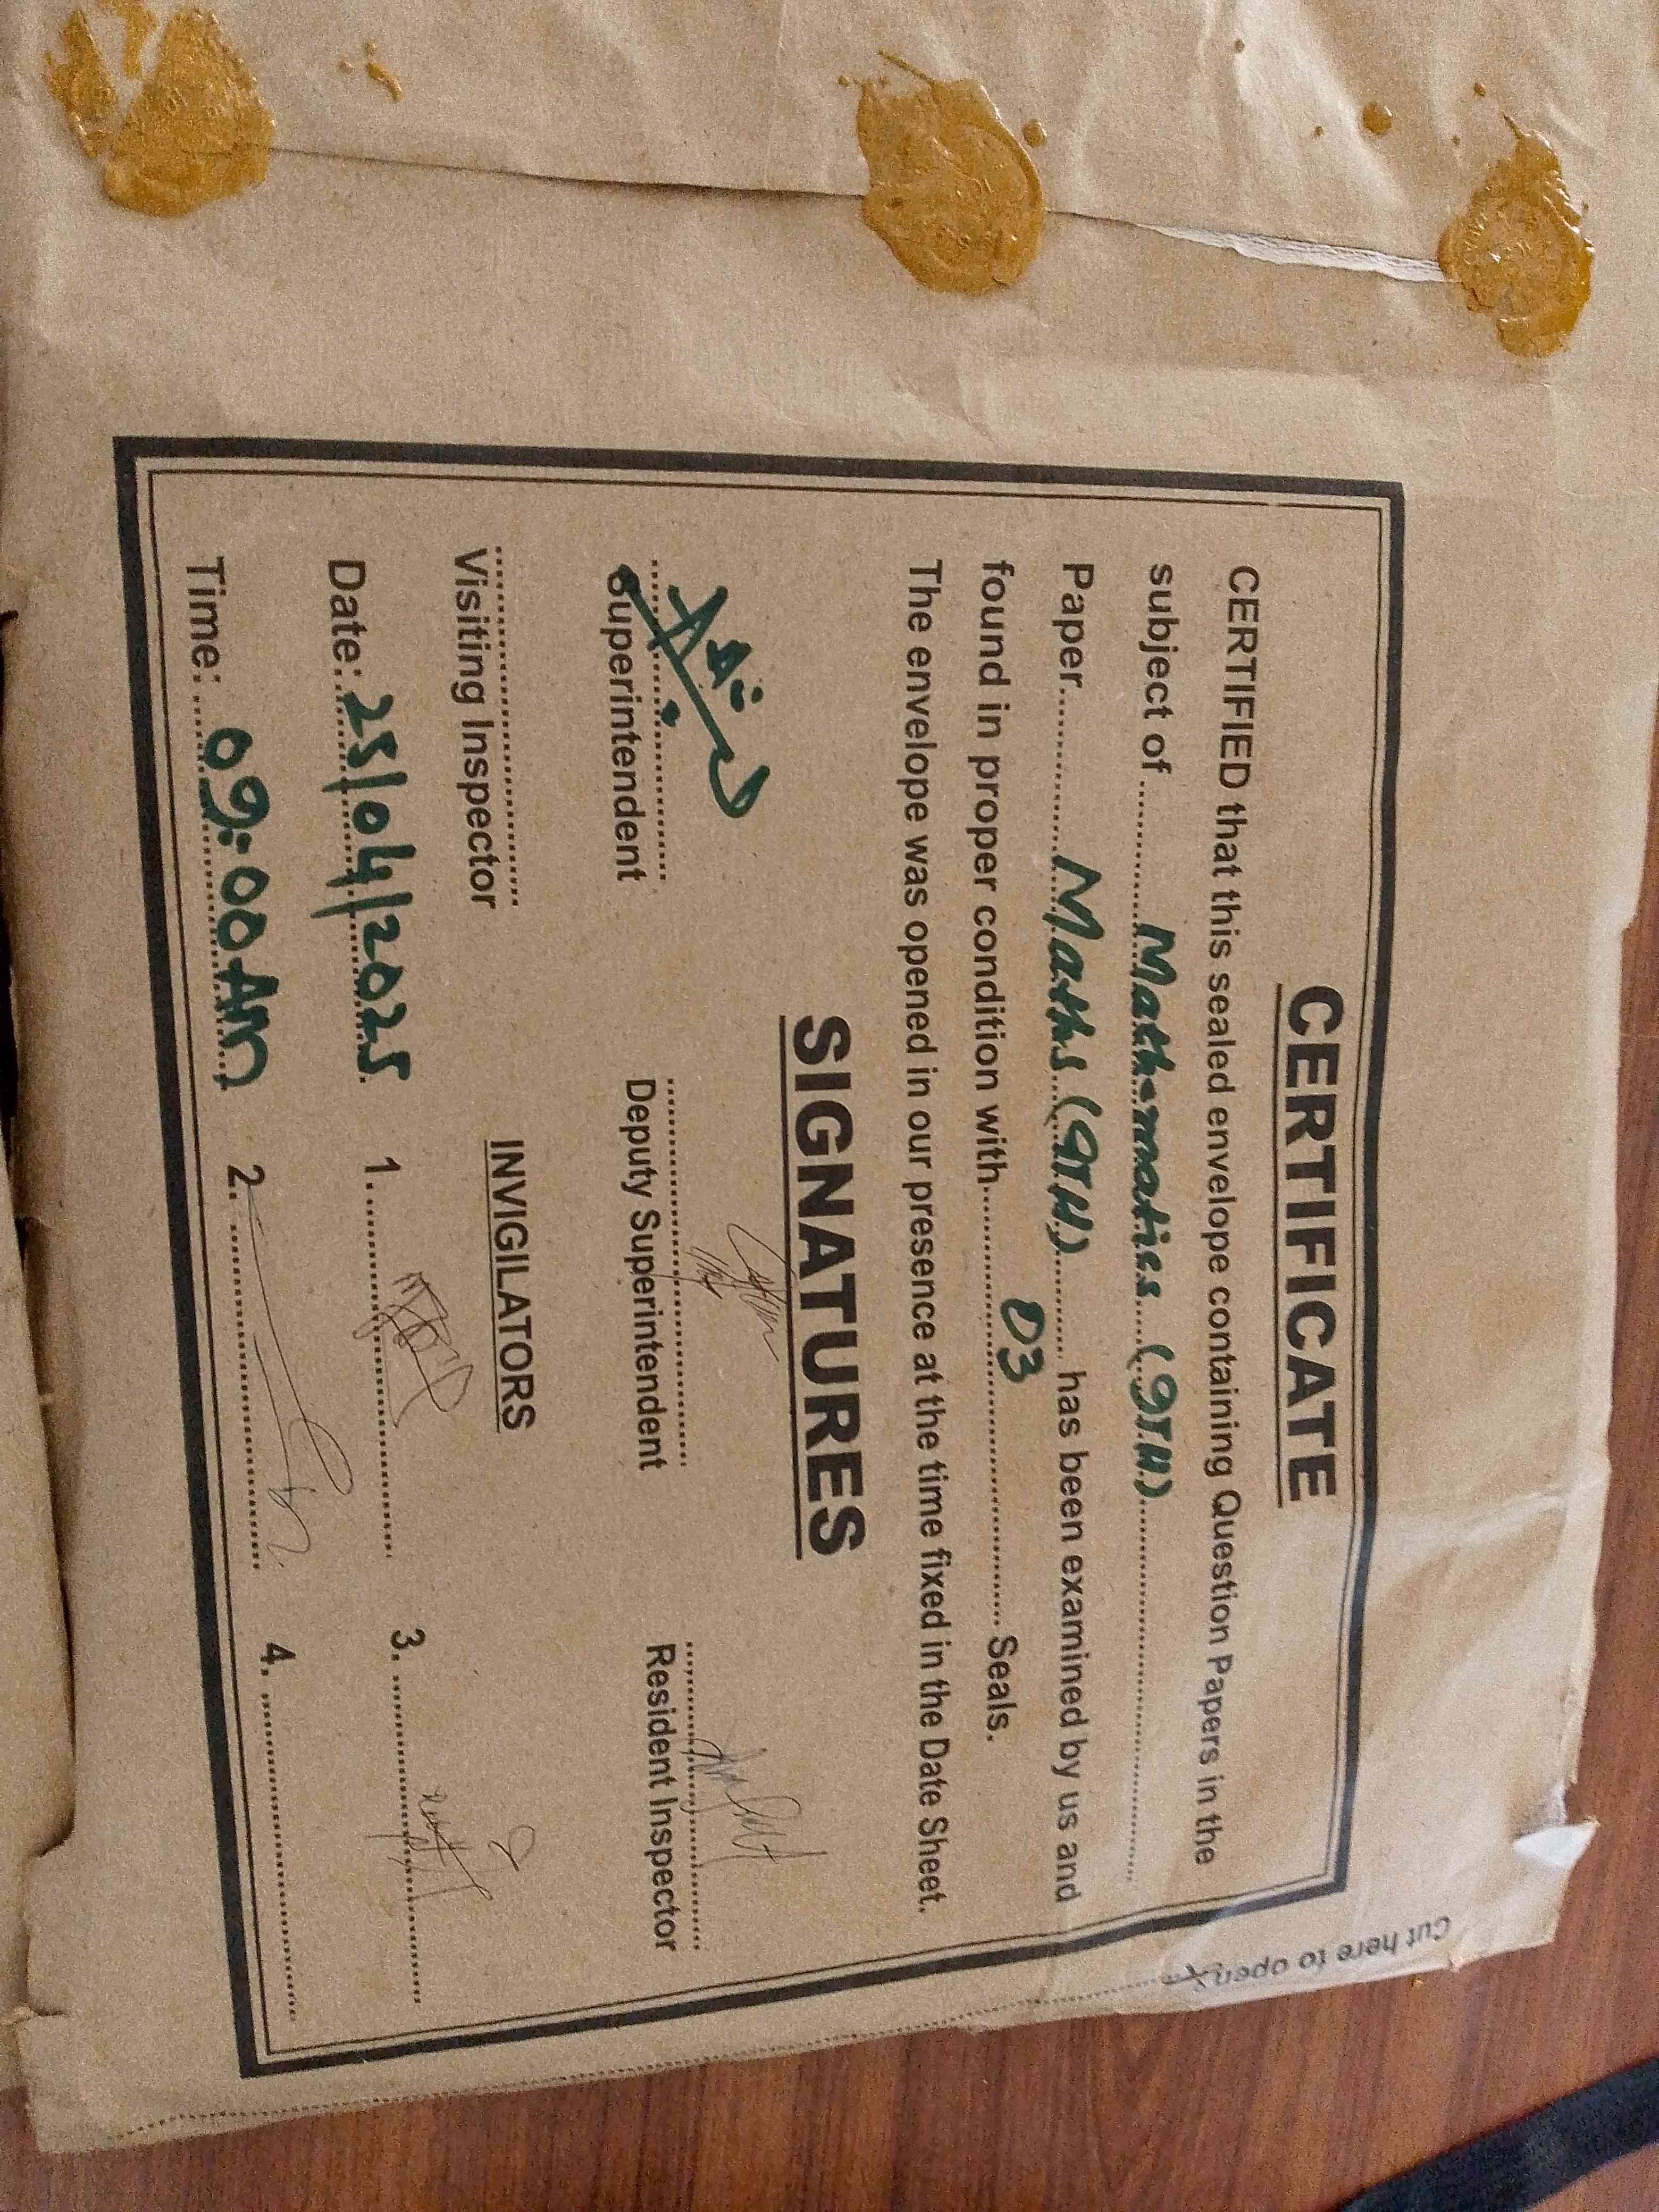 CERTIFICATE
CERTIFIED that this sealed envelope containing Question Papers in the
subject of Mathematics (9TH)
Paper Maths (9TH) has been examined by us and
found in proper condition with 03 Seals.
The envelope was opened in our presence at the time fixed in the Date Sheet.
SIGNATURES
Superintendent
Deputy Superintendent
Resident Inspector
Visiting Inspector
INVIGILATORS
Date: 25/04/2025
1.
3.
Time: 09:00 AM
2.
4.
Cut here to open